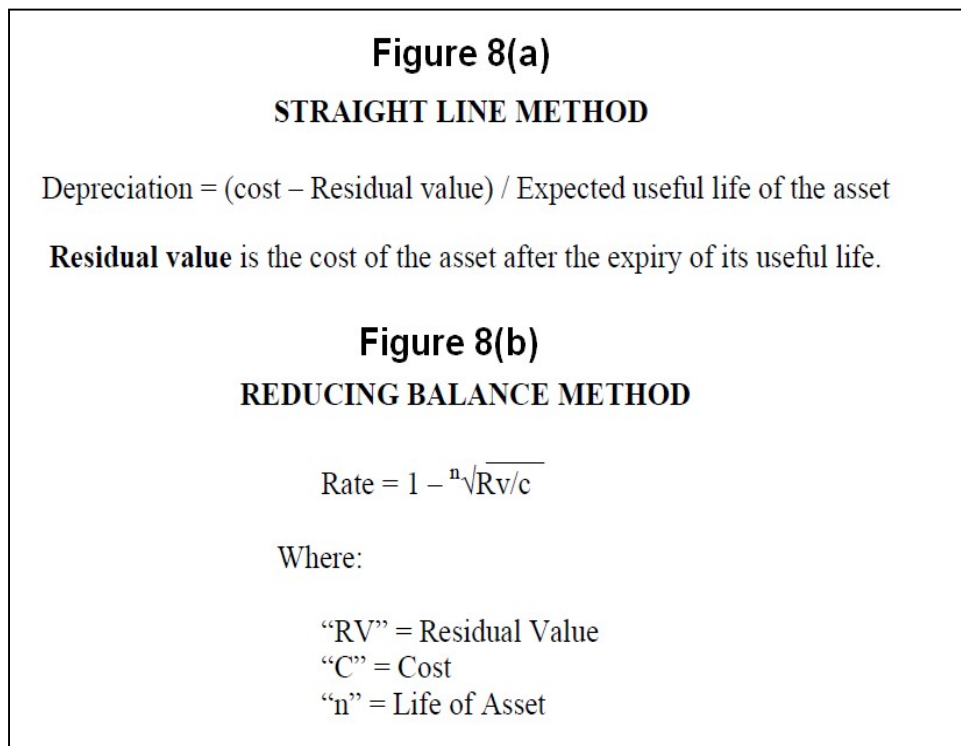 Figure 8(a)
STRAIGHT LINE METHOD
Depreciation = (cost – Residual value) / Expected useful life of the asset
Residual value is the cost of the asset after the expiry of its useful life.
Figure 8(b)
REDUCING BALANCE METHOD
Rate = 1 – ⁿ√Rv/c
Where:
“RV” = Residual Value
“C” = Cost
“n” = Life of Asset